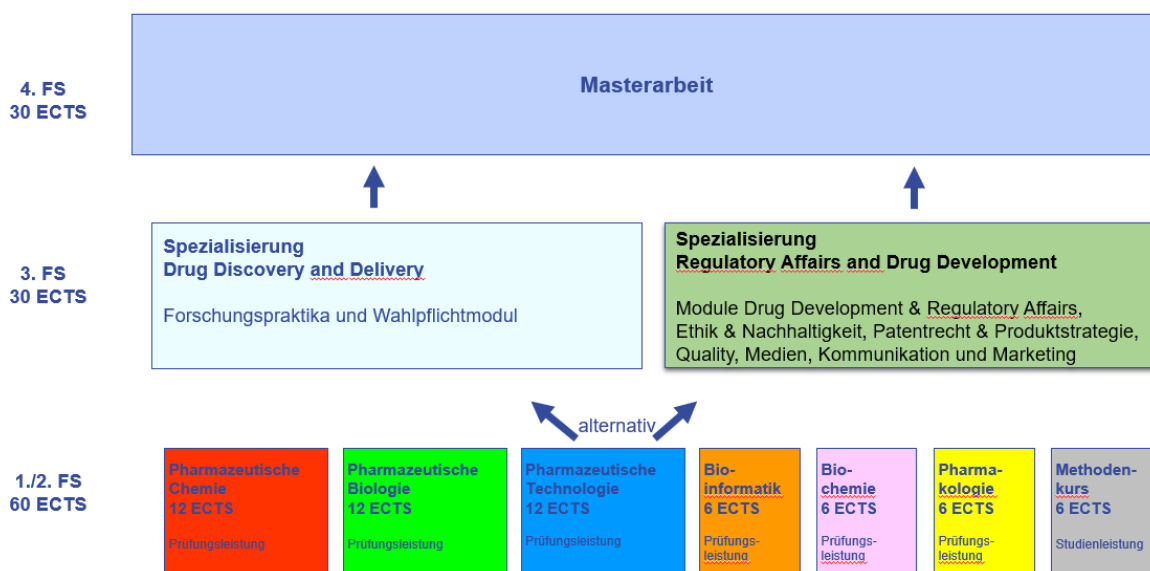 4. FS
30 ECTS
Masterarbeit
3. FS
30 ECTS
Spezialisierung
Drug Discovery and Delivery
Forschungspraktika und Wahlpflichtmodul
Spezialisierung
Regulatory Affairs and Drug Development
Module Drug Development & Regulatory Affairs,
Ethik & Nachhaltigkeit, Patentrecht & Produktstrategie,
Quality, Medien, Kommunikation und Marketing
alternativ
1./2. FS
60 ECTS
Pharmazeutische
Chemie
12 ECTS
Prüfungsleistung
Pharmazeutische
Biologie
12 ECTS
Prüfungsleistung
Pharmazeutische
Technologie
12 ECTS
Prüfungsleistung
Bio-
informatik
6 ECTS
Prüfungs-
leistung
Bio-
chemie
6 ECTS
Prüfungs-
leistung
Pharma-
kologie
6 ECTS
Prüfungs-
leistung
Methoden-
kurs
6 ECTS
Studienleistung